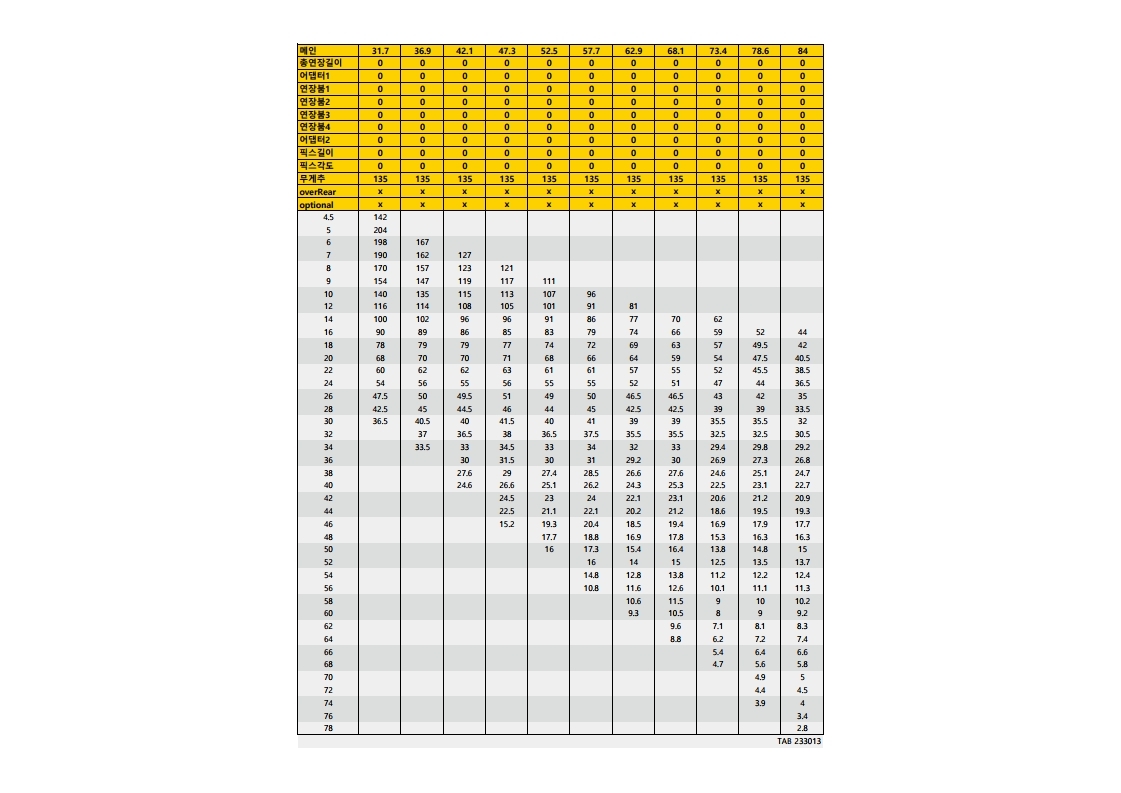 메인 31.7 36.9 42.1 47.3 52.5 57.7 62.9 68.1 73.4 78.6 84
총연장길이 0 0 0 0 0 0 0 0 0 0 0
어댑터1 0 0 0 0 0 0 0 0 0 0 0
연장붐1 0 0 0 0 0 0 0 0 0 0 0
연장붐2 0 0 0 0 0 0 0 0 0 0 0
연장붐3 0 0 0 0 0 0 0 0 0 0 0
연장붐4 0 0 0 0 0 0 0 0 0 0 0
어댑터2 0 0 0 0 0 0 0 0 0 0 0
픽스길이 0 0 0 0 0 0 0 0 0 0 0
픽스각도 0 0 0 0 0 0 0 0 0 0 0
무게추 135 135 135 135 135 135 135 135 135 135 135
overRear x x x x x x x x x x x
optional x x x x x x x x x x x
4.5 142
5 204
6 198 167
7 190 162 127
8 170 157 123 121
9 154 147 119 117 111
10 140 135 115 113 107 96
12 116 114 108 105 101 91 81
14 100 102 96 96 91 86 77 70 62
16 90 89 86 85 83 79 74 66 59 52 44
18 78 79 79 77 74 72 69 63 57 49.5 42
20 68 70 70 71 68 66 64 59 54 47.5 40.5
22 60 62 62 63 61 61 57 55 52 45.5 38.5
24 54 56 55 56 55 55 52 51 47 44 36.5
26 47.5 50 49.5 51 49 50 46.5 46.5 43 42 35
28 42.5 45 44.5 46 44 45 42.5 42.5 39 39 33.5
30 36.5 40.5 40 41.5 40 41 39 39 35.5 35.5 32
32 37 36.5 38 36.5 37.5 35.5 35.5 32.5 32.5 30.5
34 33.5 33 34.5 33 34 32 33 29.4 29.8 29.2
36 30 31.5 30 31 29.2 30 26.9 27.3 26.8
38 27.6 29 27.4 28.5 26.6 27.6 24.6 25.1 24.7
40 24.6 26.6 25.1 26.2 24.3 25.3 22.5 23.1 22.7
42 24.5 23 24 22.1 23.1 20.6 21.2 20.9
44 22.5 21.1 22.1 20.2 21.2 18.6 19.5 19.3
46 15.2 19.3 20.4 18.5 19.4 16.9 17.9 17.7
48 17.7 18.8 16.9 17.8 15.3 16.3 16.3
50 16 17.3 15.4 16.4 13.8 14.8 15
52 16 14 15 12.5 13.5 13.7
54 14.8 12.8 13.8 11.2 12.2 12.4
56 10.8 11.6 12.6 10.1 11.1 11.3
58 10.6 11.5 9 10 10.2
60 9.3 10.5 8 9 9.2
62 9.6 7.1 8.1 8.3
64 8.8 6.2 7.2 7.4
66 5.4 6.4 6.6
68 4.7 5.6 5.8
70 4.9 5
72 4.4 4.5
74 3.9 4
76 3.4
78 2.8
TAB 233013